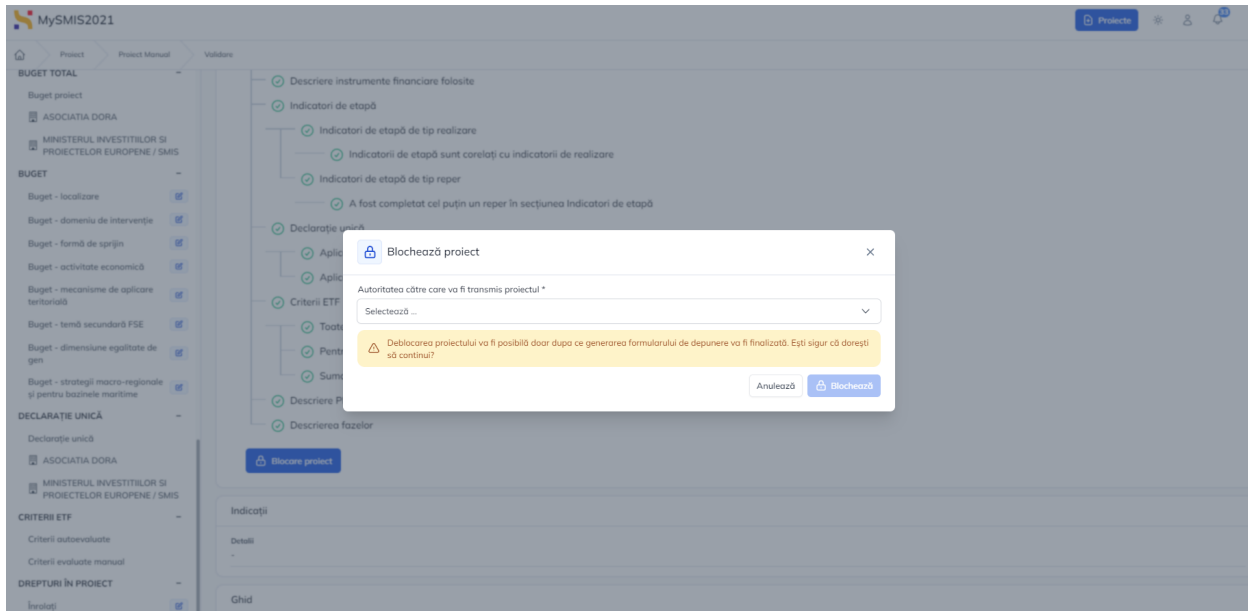 MySMIS2021
Proiecte
Proiect
Proiect Manual
Validare
BUGET TOTAL
Buget proiect
ASOCIATIA DORA
MINISTERUL INVESTITIILOR SI
PROIECTELOR EUROPENE / SMIS
BUGET
Buget - localizare
Buget - domeniu de intervenție
Buget - formă de sprijin
Buget - activitate economică
Buget - mecanisme de aplicare
teritorială
Buget - temă secundară FSE
Buget - dimensiune egalitate de
gen
Buget - strategii macro-regionale
și pentru bazinele maritime
DECLARAȚIE UNICĂ
Declarație unică
ASOCIATIA DORA
MINISTERUL INVESTITIILOR SI
PROIECTELOR EUROPENE / SMIS
CRITERII ETF
Criterii autoevaluate
Criterii evaluate manual
DREPTURI ÎN PROIECT
Înrolați
Descriere instrumente financiare folosite
Indicatori de etapă
Indicatori de etapă de tip realizare
Indicatorii de etapă sunt corelați cu indicatorii de realizare
Indicatori de etapă de tip reper
A fost completat cel puțin un reper în secțiunea Indicatori de etapă
Declarație unică
Aplic
Aplic
Criterii ETF
Toate
Pentr
Sume
Descriere P
Descrierea fazelor
Blocare proiect
Indicații
Detalii
-
Ghid
Blochează proiect
Autoritatea către care va fi transmis proiectul *
Selectează ...
Deblocarea proiectului va fi posibilă doar dupa ce generarea formularului de depunere va fi finalizată. Ești sigur că dorești
să continui?
Anulează
Blochează